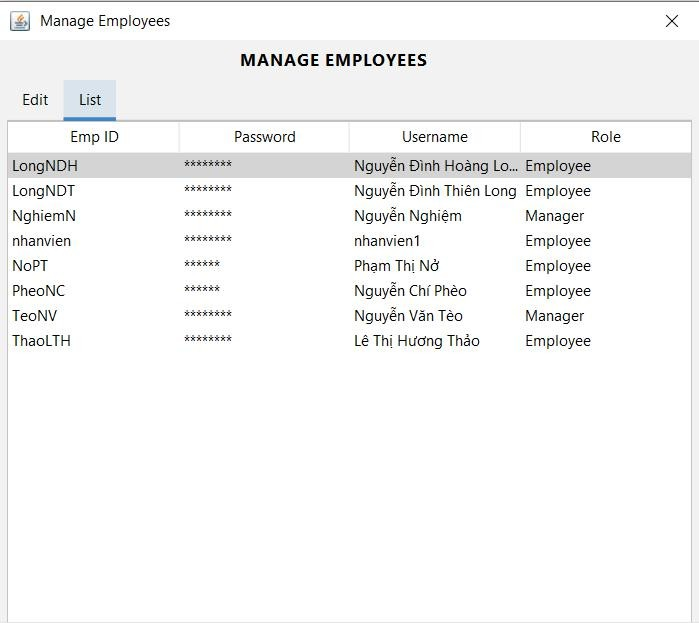 Manage Employees
MANAGE EMPLOYEES
Edit List
Emp ID Password Username Role
LongNDH ******** Nguyễn Đình Hoàng Lo... Employee
LongNDT ******** Nguyễn Đình Thiên Long Employee
NghiemN ******** Nguyễn Nghiệm Manager
nhanvien ******** nhanvien1 Employee
NoPT ****** Phạm Thị Nở Employee
PheoNC ****** Nguyễn Chí Phèo Employee
TeoNV ******** Nguyễn Văn Tèo Manager
ThaoLTH ******** Lê Thị Hương Thảo Employee